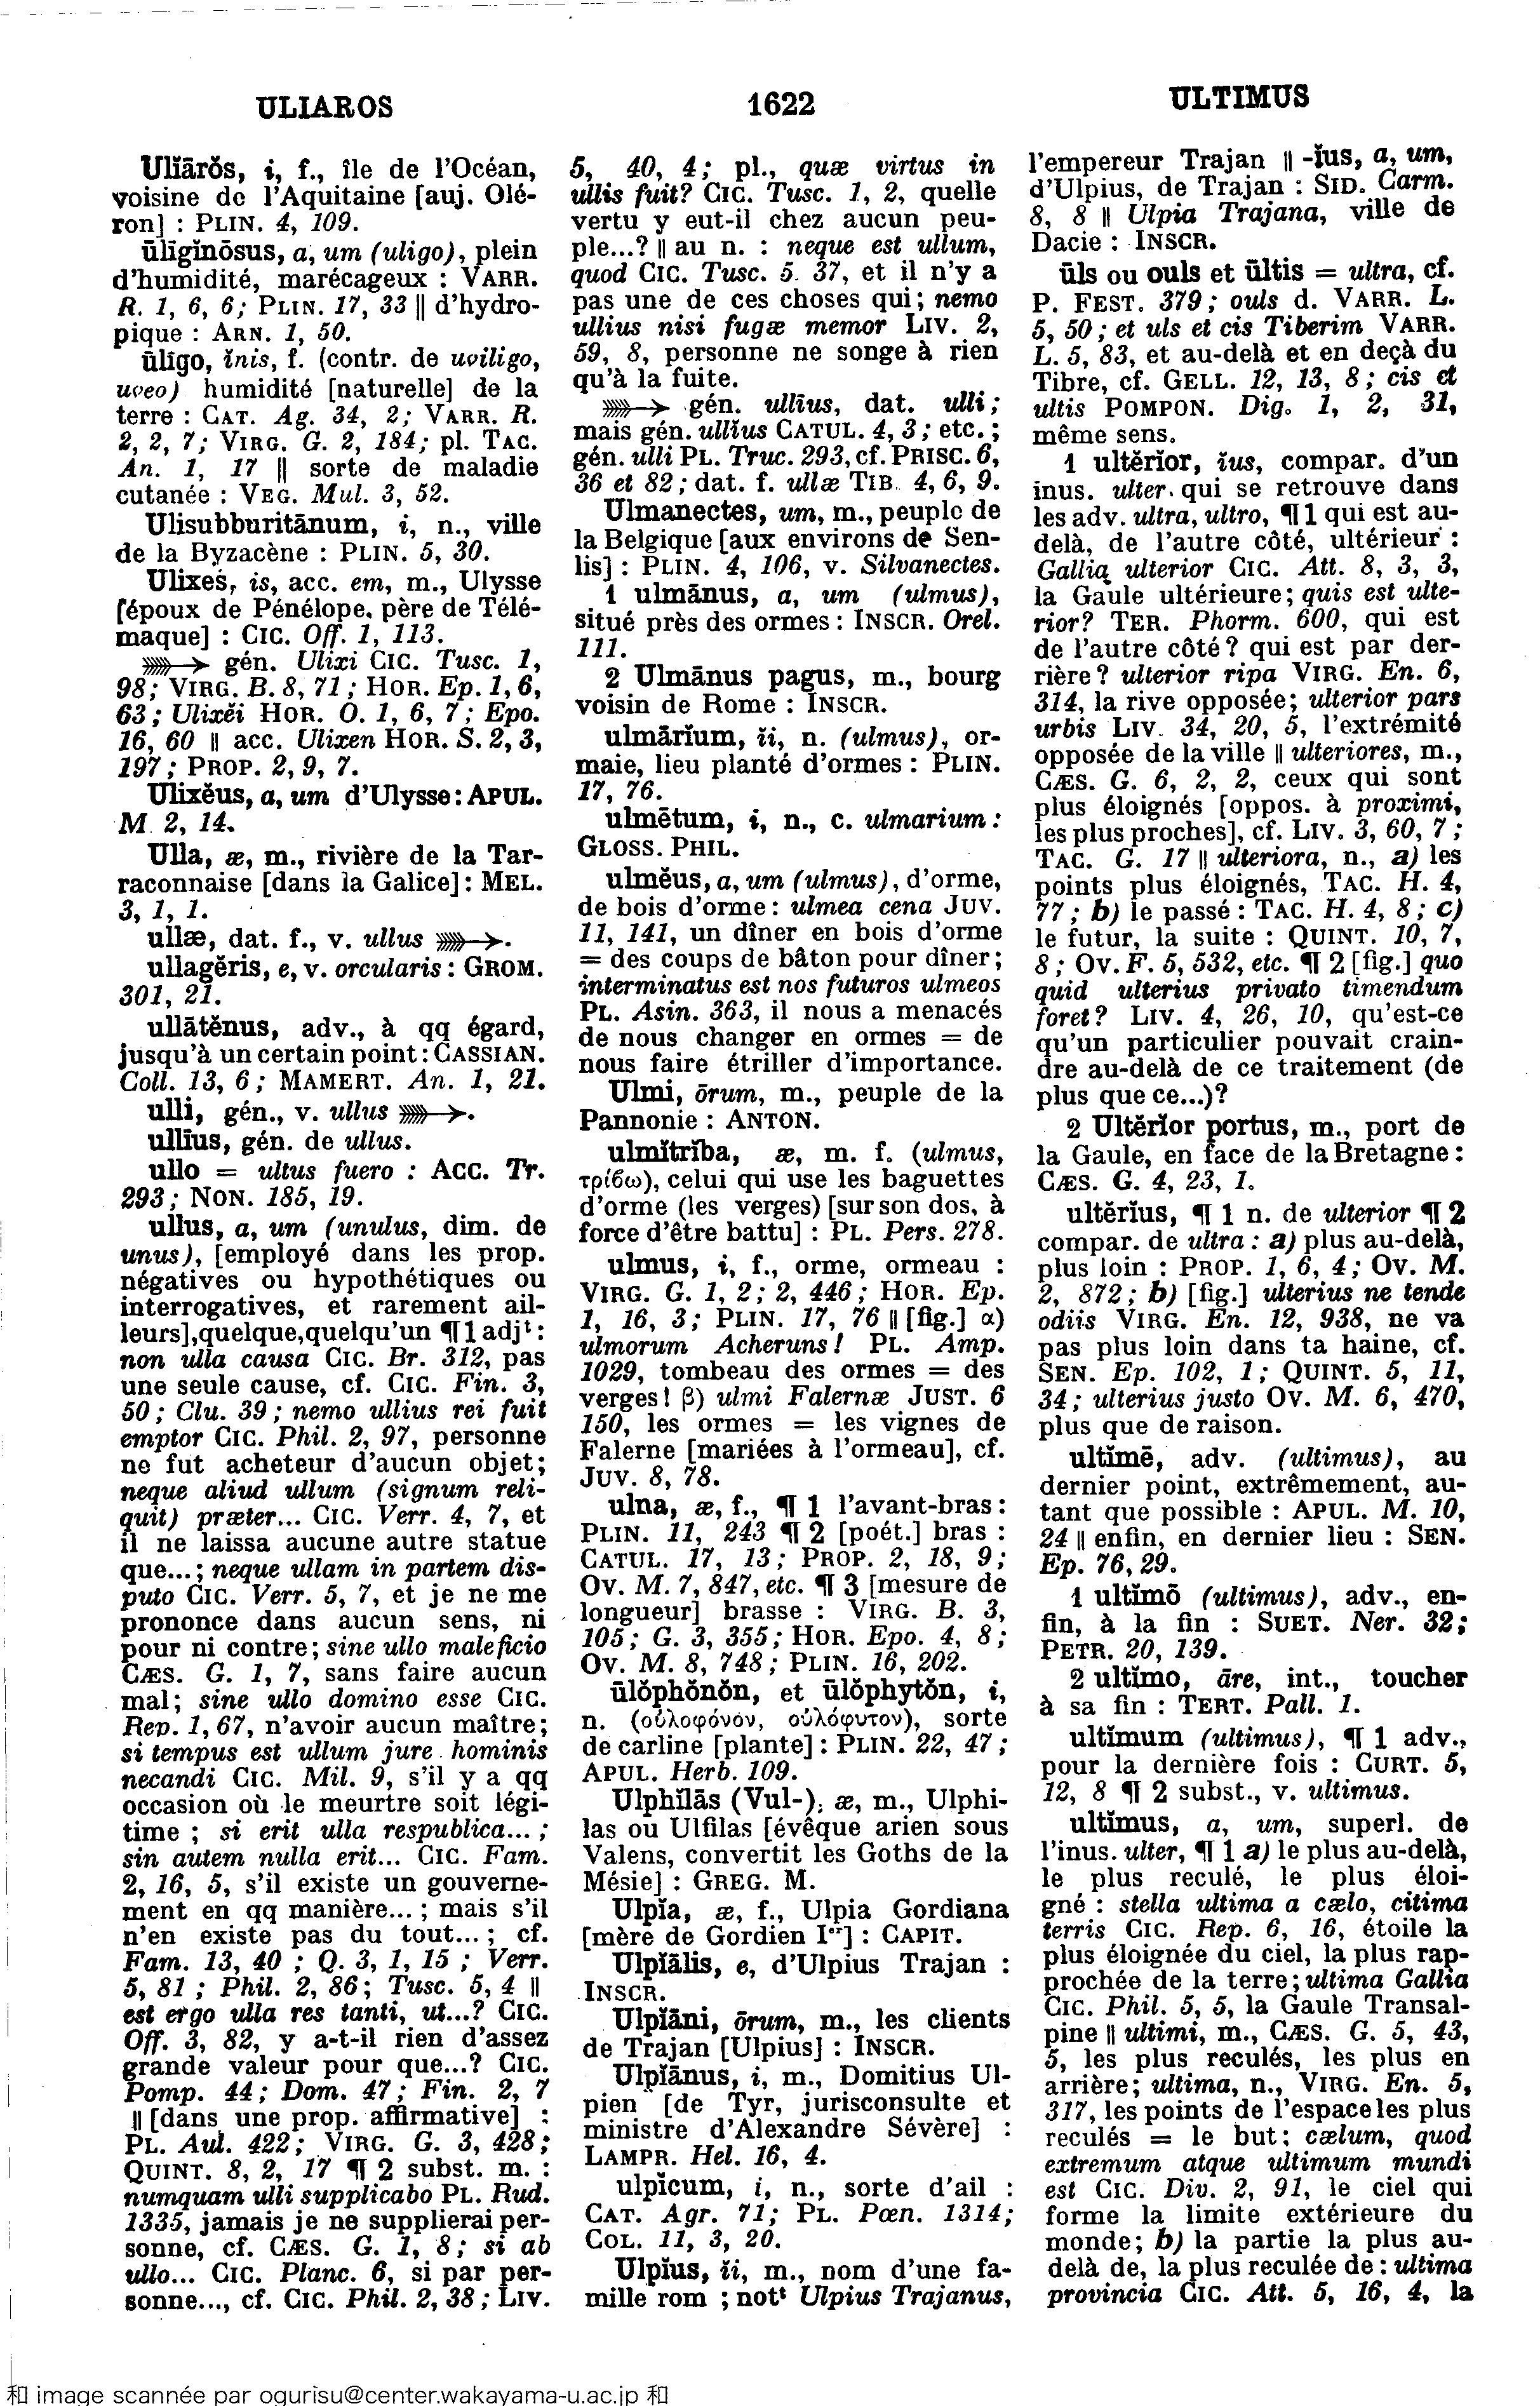 ULIAROS
1622
ULTIMUS
Ulĭărŏs, i, f., île de l'Océan,
voisine de l'Aquitaine [auj. Olé-
ron] : PLIN. 4, 109.
ūlīgĭnōsus, a, um (uligo), plein
d'humidité, marécageux : VARR.
R. 1, 6, 6; PLIN. 17, 33 || d'hydro-
pique : ARN. 1, 50.
ūlīgo, ĭnis, f. (contr. de uviligo,
uveo) humidité [naturelle] de la
terre : CAT. Ag. 34, 2; VARR. R.
2, 2, 7; VIRG. G. 2, 184; pl. TAC.
An. 1, 17 || sorte de maladie
cutanée : VEG. Mul. 3, 52.
Ulisubburitānum, i, n., ville
de la Byzacène : PLIN. 5, 30.
Ulixes, is, acc. em, m., Ulysse
[époux de Pénélope, père de Télé-
maque] : CIC. Off. 1, 113.
⟫→ gén. Ulixi CIC. Tusc. 1,
98; VIRG. B. 8, 71; HOR. Ep. 1, 6,
63; Ulixĕi HOR. O. 1, 6, 7; Epo.
16, 60 || acc. Ulixen HOR. S. 2, 3,
197; PROP. 2, 9, 7.
Ulixĕus, a, um d'Ulysse : APUL.
M. 2, 14.
Ulla, æ, m., rivière de la Tar-
raconnaise [dans la Galice] : MEL.
3, 1, 1.
ullæ, dat. f., v. ullus ⟫→.
ullagĕris, e, v. orcularis : GROM.
301, 21.
ullātĕnus, adv., à qq égard,
jusqu'à un certain point : CASSIAN.
Coll. 13, 6; MAMERT. An. 1, 21.
ulli, gén., v. ullus ⟫→.
ullīus, gén. de ullus.
ullo = ultus fuero : ACC. Tr.
293; NON. 185, 19.
ullus, a, um (unulus, dim. de
unus), [employé dans les prop.
négatives ou hypothétiques ou
interrogatives, et rarement ail-
leurs], quelque, quelqu'un ¶ 1 adjᵗ :
non ulla causa CIC. Br. 312, pas
une seule cause, cf. CIC. Fin. 3,
50; Clu. 39; nemo ullius rei fuit
emptor CIC. Phil. 2, 97, personne
ne fut acheteur d'aucun objet;
neque aliud ullum (signum reli-
quit) præter... CIC. Verr. 4, 7, et
il ne laissa aucune autre statue
que...; neque ullam in partem dis-
puto CIC. Verr. 5, 7, et je ne me
prononce dans aucun sens, ni
pour ni contre; sine ullo maleficio
CÆS. G. 1, 7, sans faire aucun
mal; sine ullo domino esse CIC.
Rep. 1, 67, n'avoir aucun maître;
si tempus est ullum jure hominis
necandi CIC. Mil. 9, s'il y a qq
occasion où le meurtre soit légi-
time; si erit ulla respublica...;
sin autem nulla erit... CIC. Fam.
2, 16, 5, s'il existe un gouverne-
ment en qq manière...; mais s'il
n'en existe pas du tout...; cf.
Fam. 13, 40; Q. 3, 1, 15; Verr.
5, 81; Phil. 2, 86; Tusc. 5, 4 ||
est ergo ulla res tanti, ut...? CIC.
Off. 3, 82, y a-t-il rien d'assez
grande valeur pour que...? CIC.
Pomp. 44; Dom. 47; Fin. 2, 7
|| [dans une prop. affirmative] :
PL. Aul. 422; VIRG. G. 3, 428;
QUINT. 8, 2, 17 ¶ 2 subst. m. :
numquam ulli supplicabo PL. Rud.
1335, jamais je ne supplierai per-
sonne, cf. CÆS. G. 1, 8; si ab
ullo... CIC. Planc. 6, si par per-
sonne..., cf. CIC. Phil. 2, 38; LIV.
5, 40, 4; pl., quæ virtus in
ullis fuit? CIC. Tusc. 1, 2, quelle
vertu y eut-il chez aucun peu-
ple...? || au n. : neque est ullum,
quod CIC. Tusc. 5. 37, et il n'y a
pas une de ces choses qui; nemo
ullius nisi fugæ memor LIV. 2,
59, 8, personne ne songe à rien
qu'à la fuite.
⟫→ gén. ullīus, dat. ulli;
mais gén. ullĭus CATUL. 4, 3; etc.;
gén. ulli PL. Truc. 293, cf. PRISC. 6,
36 et 82; dat. f. ullæ TIB. 4, 6, 9.
Ulmanectes, um, m., peuple de
la Belgique [aux environs de Sen-
lis] : PLIN. 4, 106, v. Silvanectes.
1 ulmānus, a, um (ulmus),
situé près des ormes : INSCR. Orel.
111.
2 Ulmānus pagus, m., bourg
voisin de Rome : INSCR.
ulmārĭum, ĭi, n. (ulmus), or-
maie, lieu planté d'ormes : PLIN.
17, 76.
ulmētum, i, n., c. ulmarium :
GLOSS. PHIL.
ulmĕus, a, um (ulmus), d'orme,
de bois d'orme : ulmea cena JUV.
11, 141, un dîner en bois d'orme
= des coups de bâton pour dîner;
interminatus est nos futuros ulmeos
PL. Asin. 363, il nous a menacés
de nous changer en ormes = de
nous faire étriller d'importance.
Ulmi, ōrum, m., peuple de la
Pannonie : ANTON.
ulmĭtrĭba, æ, m. f. (ulmus,
τρίϐω), celui qui use les baguettes
d'orme (les verges) [sur son dos, à
force d'être battu] : PL. Pers. 278.
ulmus, i, f., orme, ormeau :
VIRG. G. 1, 2; 2, 446; HOR. Ep.
1, 16, 3; PLIN. 17, 76 || [fig.] α)
ulmorum Acheruns! PL. Amp.
1029, tombeau des ormes = des
verges! β) ulmi Falernæ JUST. 6
150, les ormes = les vignes de
Falerne [mariées à l'ormeau], cf.
JUV. 8, 78.
ulna, æ, f., ¶ 1 l'avant-bras :
PLIN. 11, 243 ¶ 2 [poét.] bras :
CATUL. 17, 13; PROP. 2, 18, 9;
OV. M. 7, 847, etc. ¶ 3 [mesure de
longueur] brasse : VIRG. B. 3,
105; G. 3, 355; HOR. Epo. 4, 8;
OV. M. 8, 748; PLIN. 16, 202.
ūlŏphŏnŏn, et ūlŏphytŏn, i,
n. (οὐλοφόνον, οὐλόφυτον), sorte
de carline [plante] : PLIN. 22, 47;
APUL. Herb. 109.
Ulphĭlās (Vul-), æ, m., Ulphi-
las ou Ulfilas [évêque arien sous
Valens, convertit les Goths de la
Mésie] : GREG. M.
Ulpĭa, æ, f., Ulpia Gordiana
[mère de Gordien Iᵉʳ] : CAPIT.
Ulpĭālis, e, d'Ulpius Trajan :
INSCR.
Ulpĭāni, ōrum, m., les clients
de Trajan [Ulpius] : INSCR.
Ulpĭānus, i, m., Domitius Ul-
pien [de Tyr, jurisconsulte et
ministre d'Alexandre Sévère] :
LAMPR. Hel. 16, 4.
ulpĭcum, i, n., sorte d'ail :
CAT. Agr. 71; PL. Pœn. 1314;
COL. 11, 3, 20.
Ulpĭus, ĭi, m., nom d'une fa-
mille rom ; notᵗ Ulpius Trajanus,
l'empereur Trajan || -ĭus, a, um,
d'Ulpius, de Trajan : SID. Carm.
8, 8 || Ulpia Trajana, ville de
Dacie : INSCR.
ūls ou ouls et ūltis = ultra, cf.
P. FEST. 379; ouls d. VARR. L.
5, 50; et uls et cis Tiberim VARR.
L. 5, 83, et au-delà et en deçà du
Tibre, cf. GELL. 12, 13, 8; cis et
ultis POMPON. Dig. 1, 2, 31,
même sens.
1 ultĕrĭor, ĭus, compar. d'un
inus. ulter. qui se retrouve dans
les adv. ultra, ultro, ¶ 1 qui est au-
delà, de l'autre côté, ultérieur :
Gallia ulterior CIC. Att. 8, 3, 3,
la Gaule ultérieure; quis est ulte-
rior? TER. Phorm. 600, qui est
de l'autre côté? qui est par der-
rière? ulterior ripa VIRG. En. 6,
314, la rive opposée; ulterior pars
urbis LIV. 34, 20, 5, l'extrémité
opposée de la ville || ulteriores, m.,
CÆS. G. 6, 2, 2, ceux qui sont
plus éloignés [oppos. à proximi,
les plus proches], cf. LIV. 3, 60, 7;
TAC. G. 17 || ulteriora, n., a) les
points plus éloignés, TAC. H. 4,
77; b) le passé : TAC. H. 4, 8; c)
le futur, la suite : QUINT. 10, 7,
8; OV. F. 5, 532, etc. ¶ 2 [fig.] quo
quid ulterius privato timendum
foret? LIV. 4, 26, 10, qu'est-ce
qu'un particulier pouvait crain-
dre au-delà de ce traitement (de
plus que ce...)?
2 Ultĕrĭor portus, m., port de
la Gaule, en face de la Bretagne :
CÆS. G. 4, 23, 1.
ultĕrĭus, ¶ 1 n. de ulterior ¶ 2
compar. de ultra : a) plus au-delà,
plus loin : PROP. 1, 6, 4; OV. M.
2, 872; b) [fig.] ulterius ne tende
odiis VIRG. En. 12, 938, ne va
pas plus loin dans ta haine, cf.
SEN. Ep. 102, 1; QUINT. 5, 11,
34; ulterius justo OV. M. 6, 470,
plus que de raison.
ultĭmē, adv. (ultimus), au
dernier point, extrêmement, au-
tant que possible : APUL. M. 10,
24 || enfin, en dernier lieu : SEN.
Ep. 76, 29.
1 ultĭmō (ultimus), adv., en-
fin, à la fin : SUET. Ner. 32;
PETR. 20, 139.
2 ultĭmo, āre, int., toucher
à sa fin : TERT. Pall. 1.
ultĭmum (ultimus), ¶ 1 adv.,
pour la dernière fois : CURT. 5,
12, 8 ¶ 2 subst., v. ultimus.
ultĭmus, a, um, superl. de
l'inus. ulter, ¶ 1 a) le plus au-delà,
le plus reculé, le plus éloi-
gné : stella ultima a cælo, citima
terris CIC. Rep. 6, 16, étoile la
plus éloignée du ciel, la plus rap-
prochée de la terre; ultima Gallia
CIC. Phil. 5, 5, la Gaule Transal-
pine || ultimi, m., CÆS. G. 5, 43,
5, les plus reculés, les plus en
arrière; ultima, n., VIRG. En. 5,
317, les points de l'espace les plus
reculés = le but; cælum, quod
extremum atque ultimum mundi
est CIC. Div. 2, 91, le ciel qui
forme la limite extérieure du
monde; b) la partie la plus au-
delà de, la plus reculée de : ultima
provincia CIC. Att. 5, 16, 4, la
和 image scannée par ogurisu@center.wakayama-u.ac.jp 和